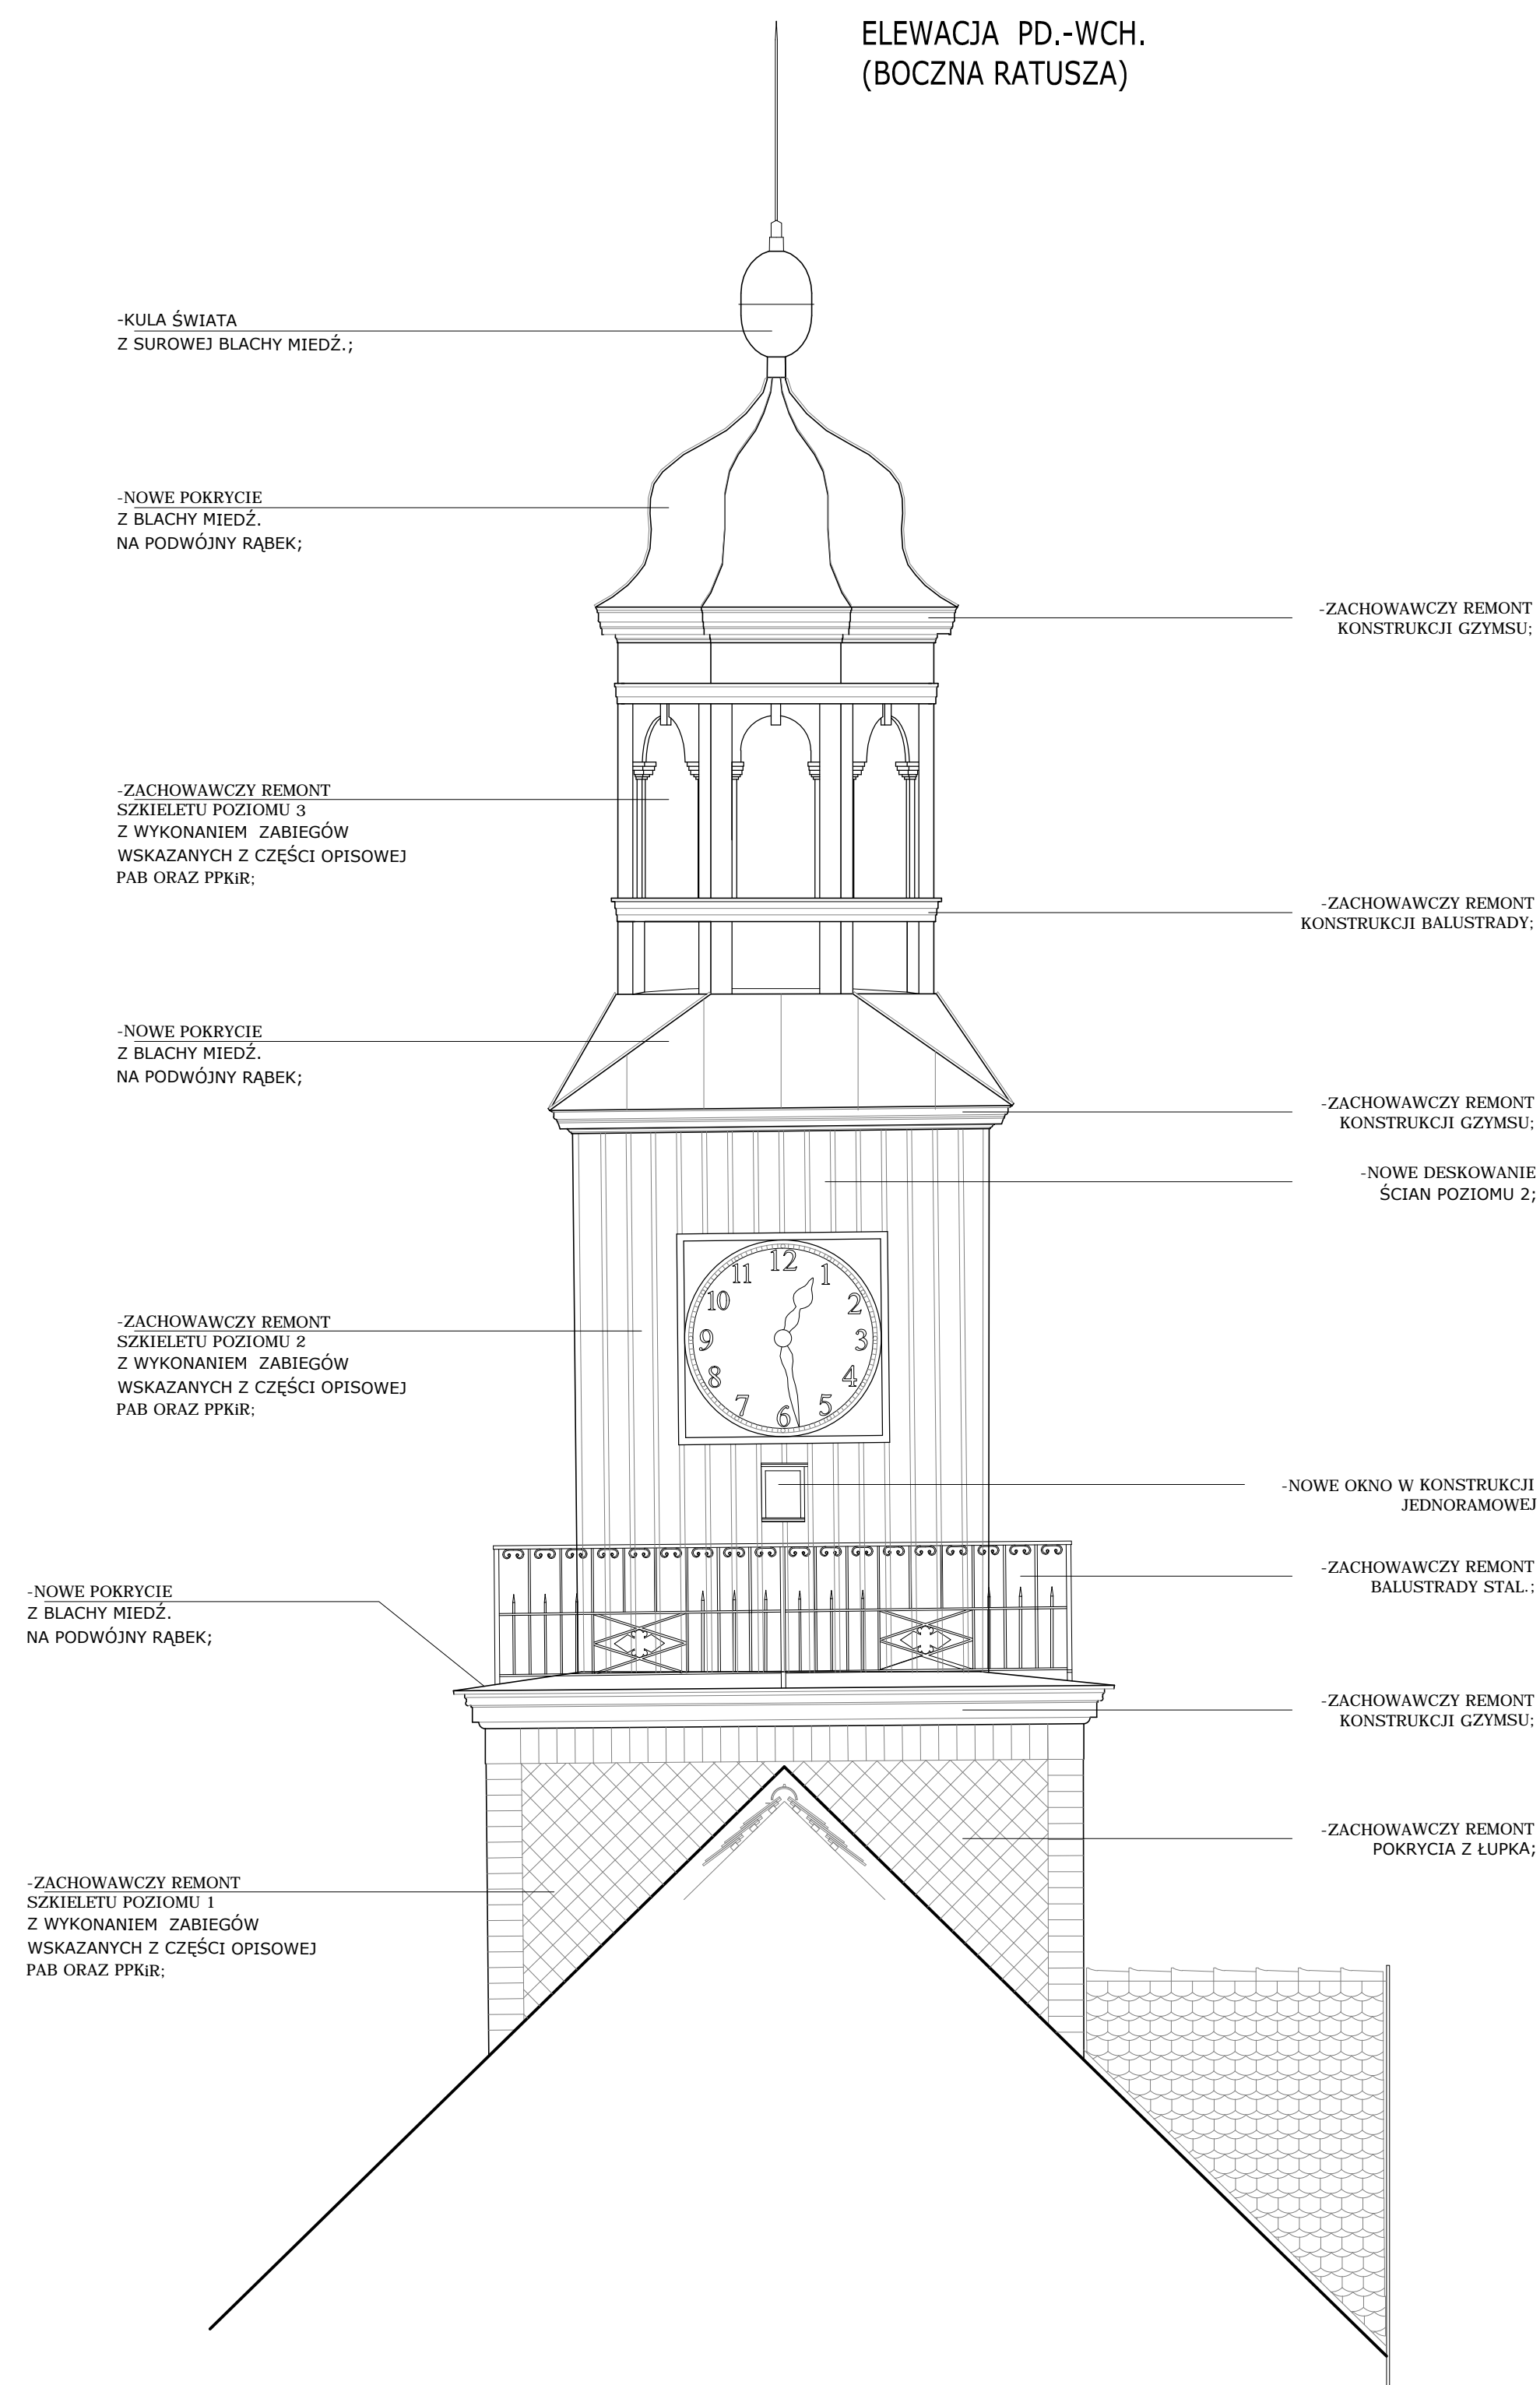 ELEWACJA PD.-WCH.
(BOCZNA RATUSZA)
-KULA ŚWIATA
Z SUROWEJ BLACHY MIEDŹ.;
-NOWE POKRYCIE
Z BLACHY MIEDŹ.
NA PODWÓJNY RĄBEK;
-ZACHOWAWCZY REMONT
KONSTRUKCJI GZYMSU;
-ZACHOWAWCZY REMONT
SZKIELETU POZIOMU 3
Z WYKONANIEM ZABIEGÓW
WSKAZANYCH Z CZĘŚCI OPISOWEJ
PAB ORAZ PPKiR;
-ZACHOWAWCZY REMONT
KONSTRUKCJI BALUSTRADY;
-NOWE POKRYCIE
Z BLACHY MIEDŹ.
NA PODWÓJNY RĄBEK;
-ZACHOWAWCZY REMONT
KONSTRUKCJI GZYMSU;
-NOWE DESKOWANIE
ŚCIAN POZIOMU 2;
12
1
2
3
4
5
6
7
8
9
10
11
-ZACHOWAWCZY REMONT
SZKIELETU POZIOMU 2
Z WYKONANIEM ZABIEGÓW
WSKAZANYCH Z CZĘŚCI OPISOWEJ
PAB ORAZ PPKiR;
-NOWE OKNO W KONSTRUKCJI
JEDNORAMOWEJ
-ZACHOWAWCZY REMONT
BALUSTRADY STAL.;
-NOWE POKRYCIE
Z BLACHY MIEDŹ.
NA PODWÓJNY RĄBEK;
-ZACHOWAWCZY REMONT
KONSTRUKCJI GZYMSU;
-ZACHOWAWCZY REMONT
POKRYCIA Z ŁUPKA;
-ZACHOWAWCZY REMONT
SZKIELETU POZIOMU 1
Z WYKONANIEM ZABIEGÓW
WSKAZANYCH Z CZĘŚCI OPISOWEJ
PAB ORAZ PPKiR;